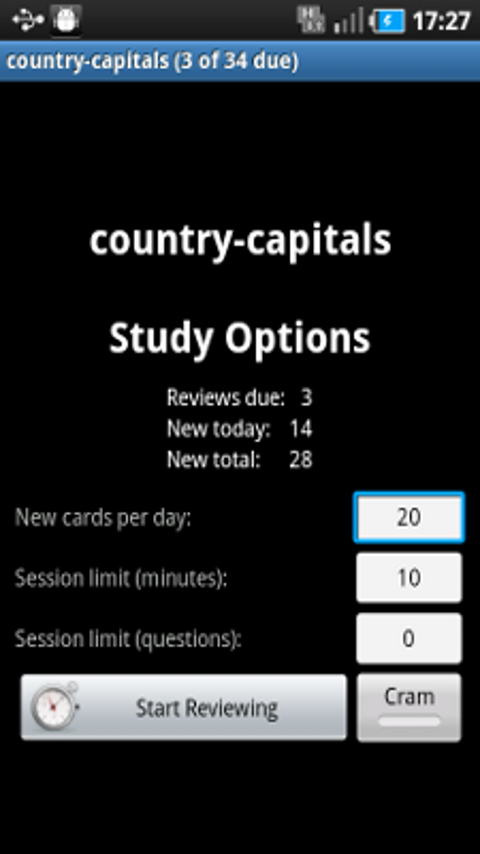 17:27
country-capitals (3 of 34 due)
country-capitals
Study Options
Reviews due: 3
New today: 14
New total: 28
New cards per day: 20
Session limit (minutes): 10
Session limit (questions): 0
Start Reviewing
Cram